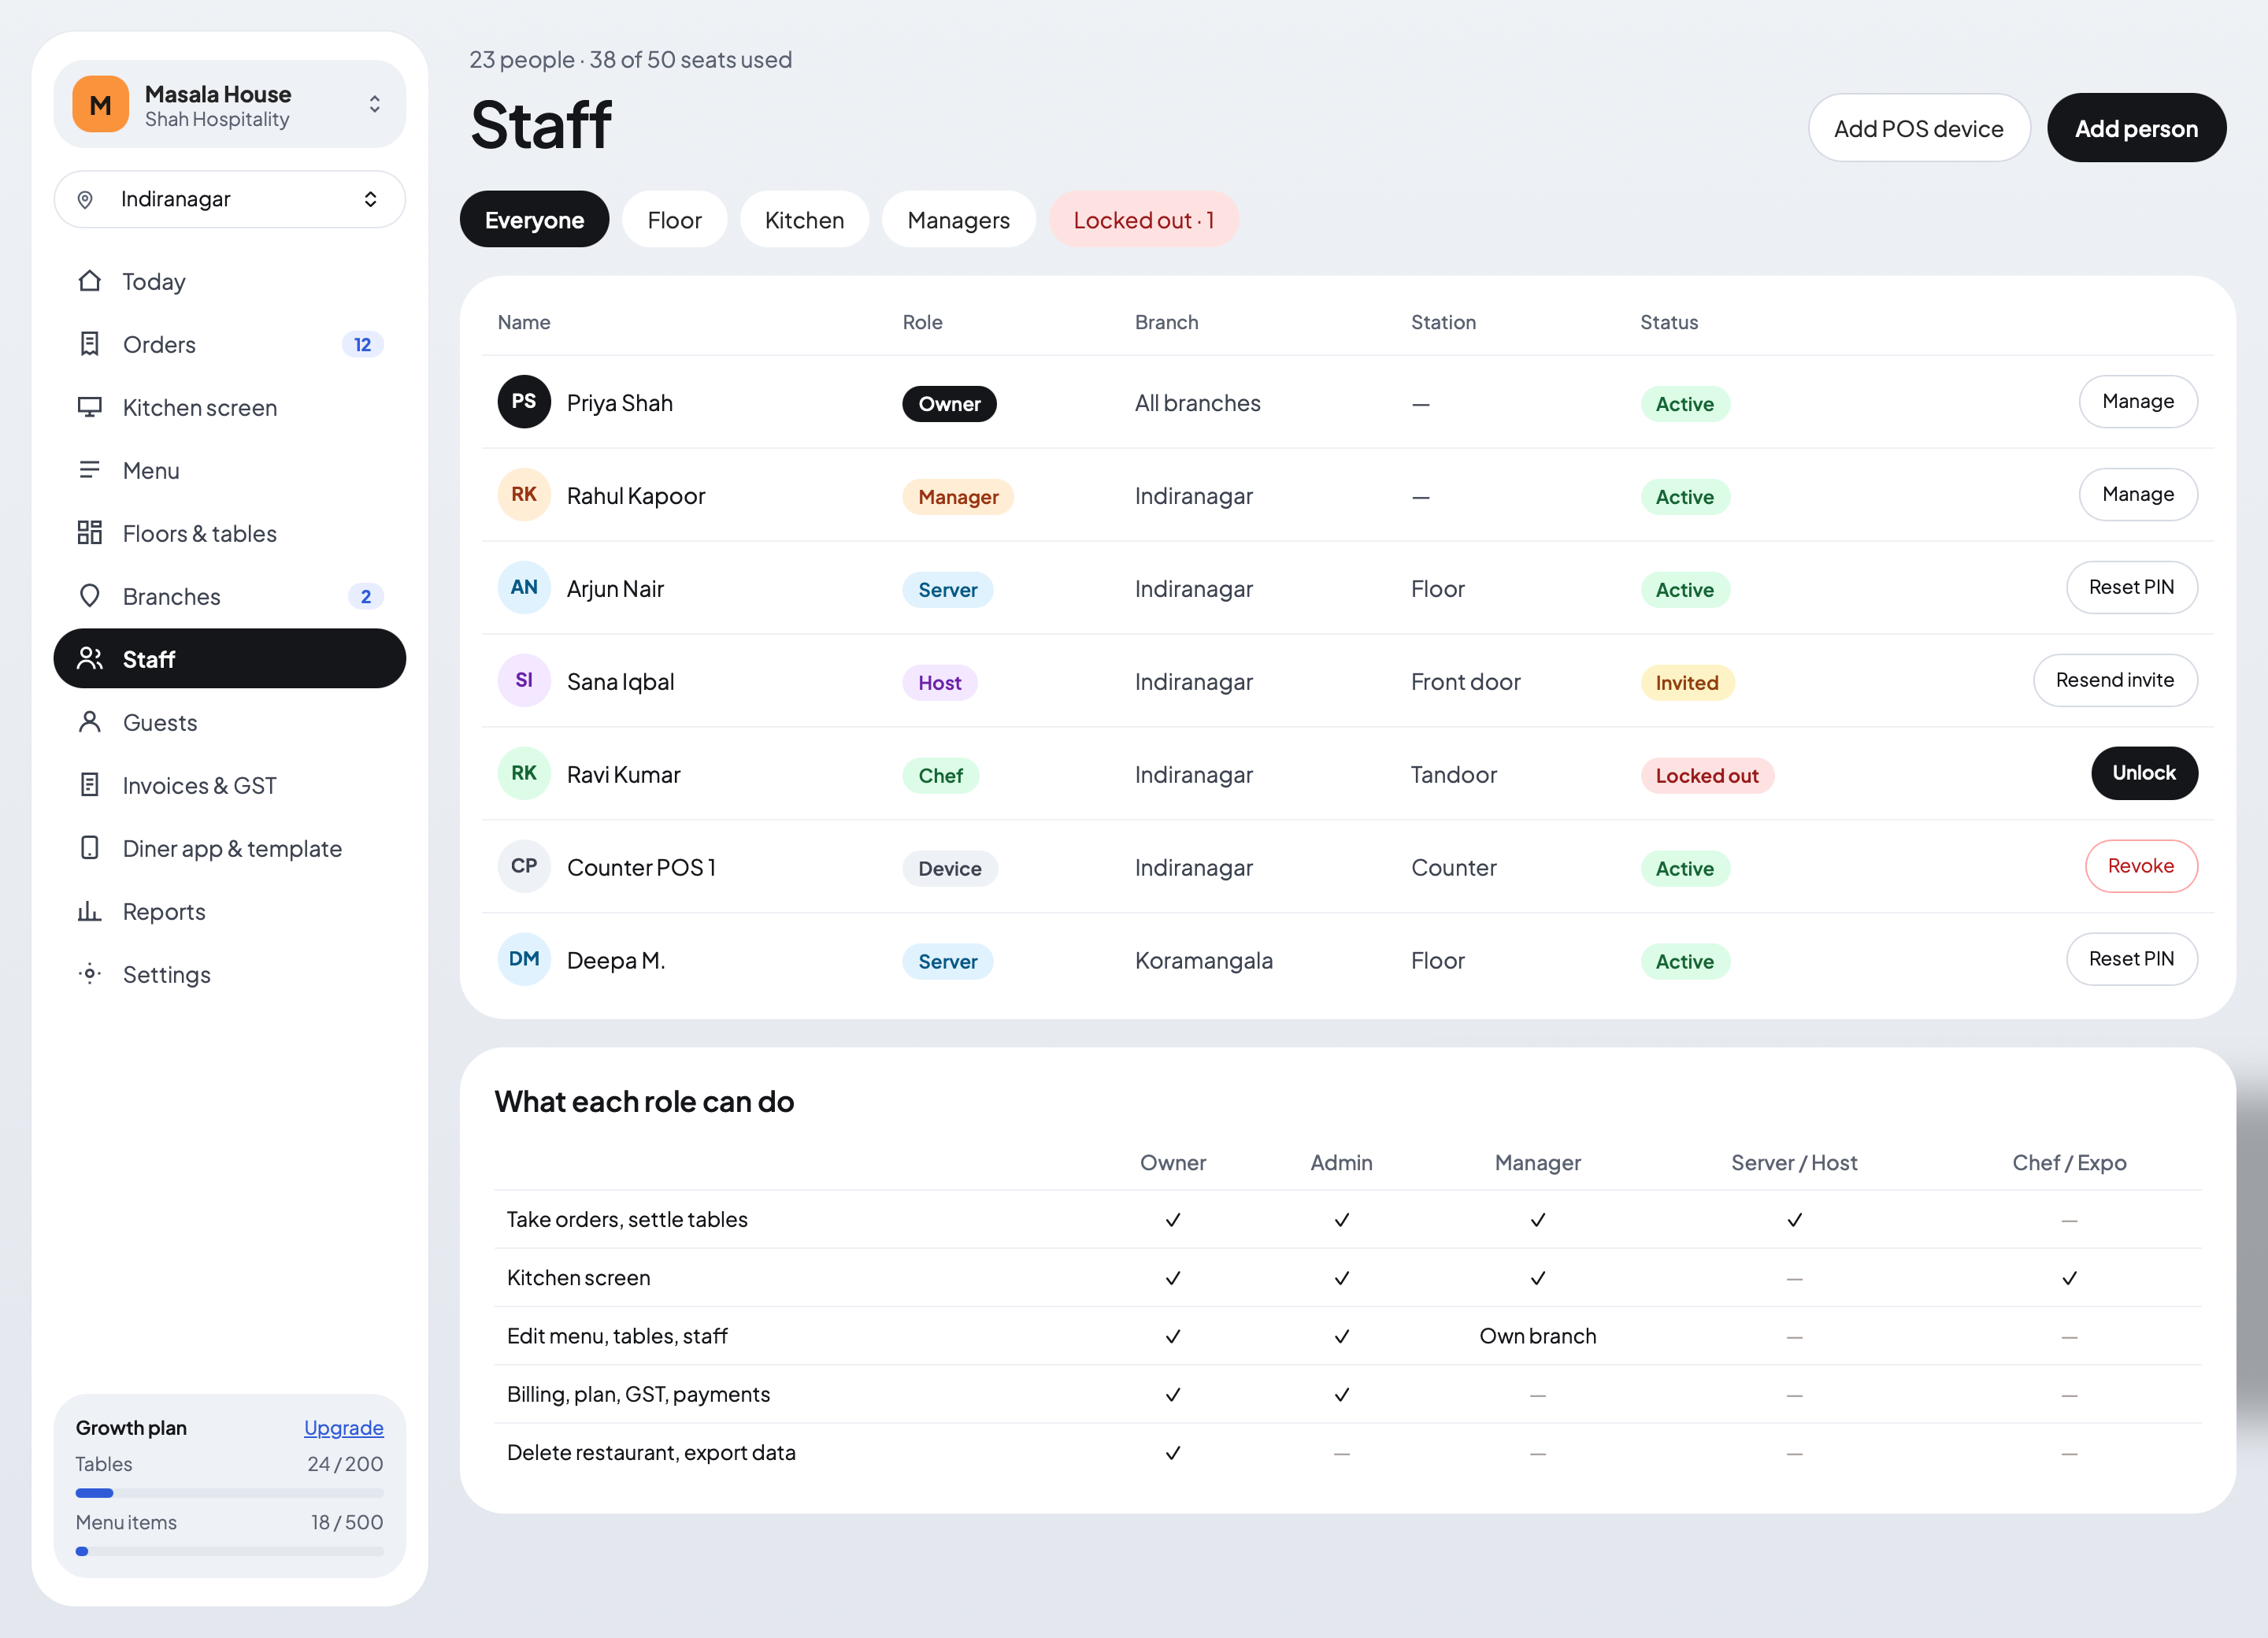 M
Masala House
Shah Hospitality
Indiranagar
Today
Orders 12
Kitchen screen
Menu
Floors & tables
Branches 2
Staff
Guests
Invoices & GST
Diner app & template
Reports
Settings
Growth plan Upgrade
Tables 24 / 200
Menu items 18 / 500
23 people · 38 of 50 seats used
Staff
Add POS device Add person
Everyone Floor Kitchen Managers Locked out · 1
Name Role Branch Station Status
PS Priya Shah Owner All branches — Active Manage
RK Rahul Kapoor Manager Indiranagar — Active Manage
AN Arjun Nair Server Indiranagar Floor Active Reset PIN
SI Sana Iqbal Host Indiranagar Front door Invited Resend invite
RK Ravi Kumar Chef Indiranagar Tandoor Locked out Unlock
CP Counter POS 1 Device Indiranagar Counter Active Revoke
DM Deepa M. Server Koramangala Floor Active Reset PIN
What each role can do
Owner Admin Manager Server / Host Chef / Expo
Take orders, settle tables ✓ ✓ ✓ ✓ —
Kitchen screen ✓ ✓ ✓ — ✓
Edit menu, tables, staff ✓ ✓ Own branch — —
Billing, plan, GST, payments ✓ ✓ — — —
Delete restaurant, export data ✓ — — — —